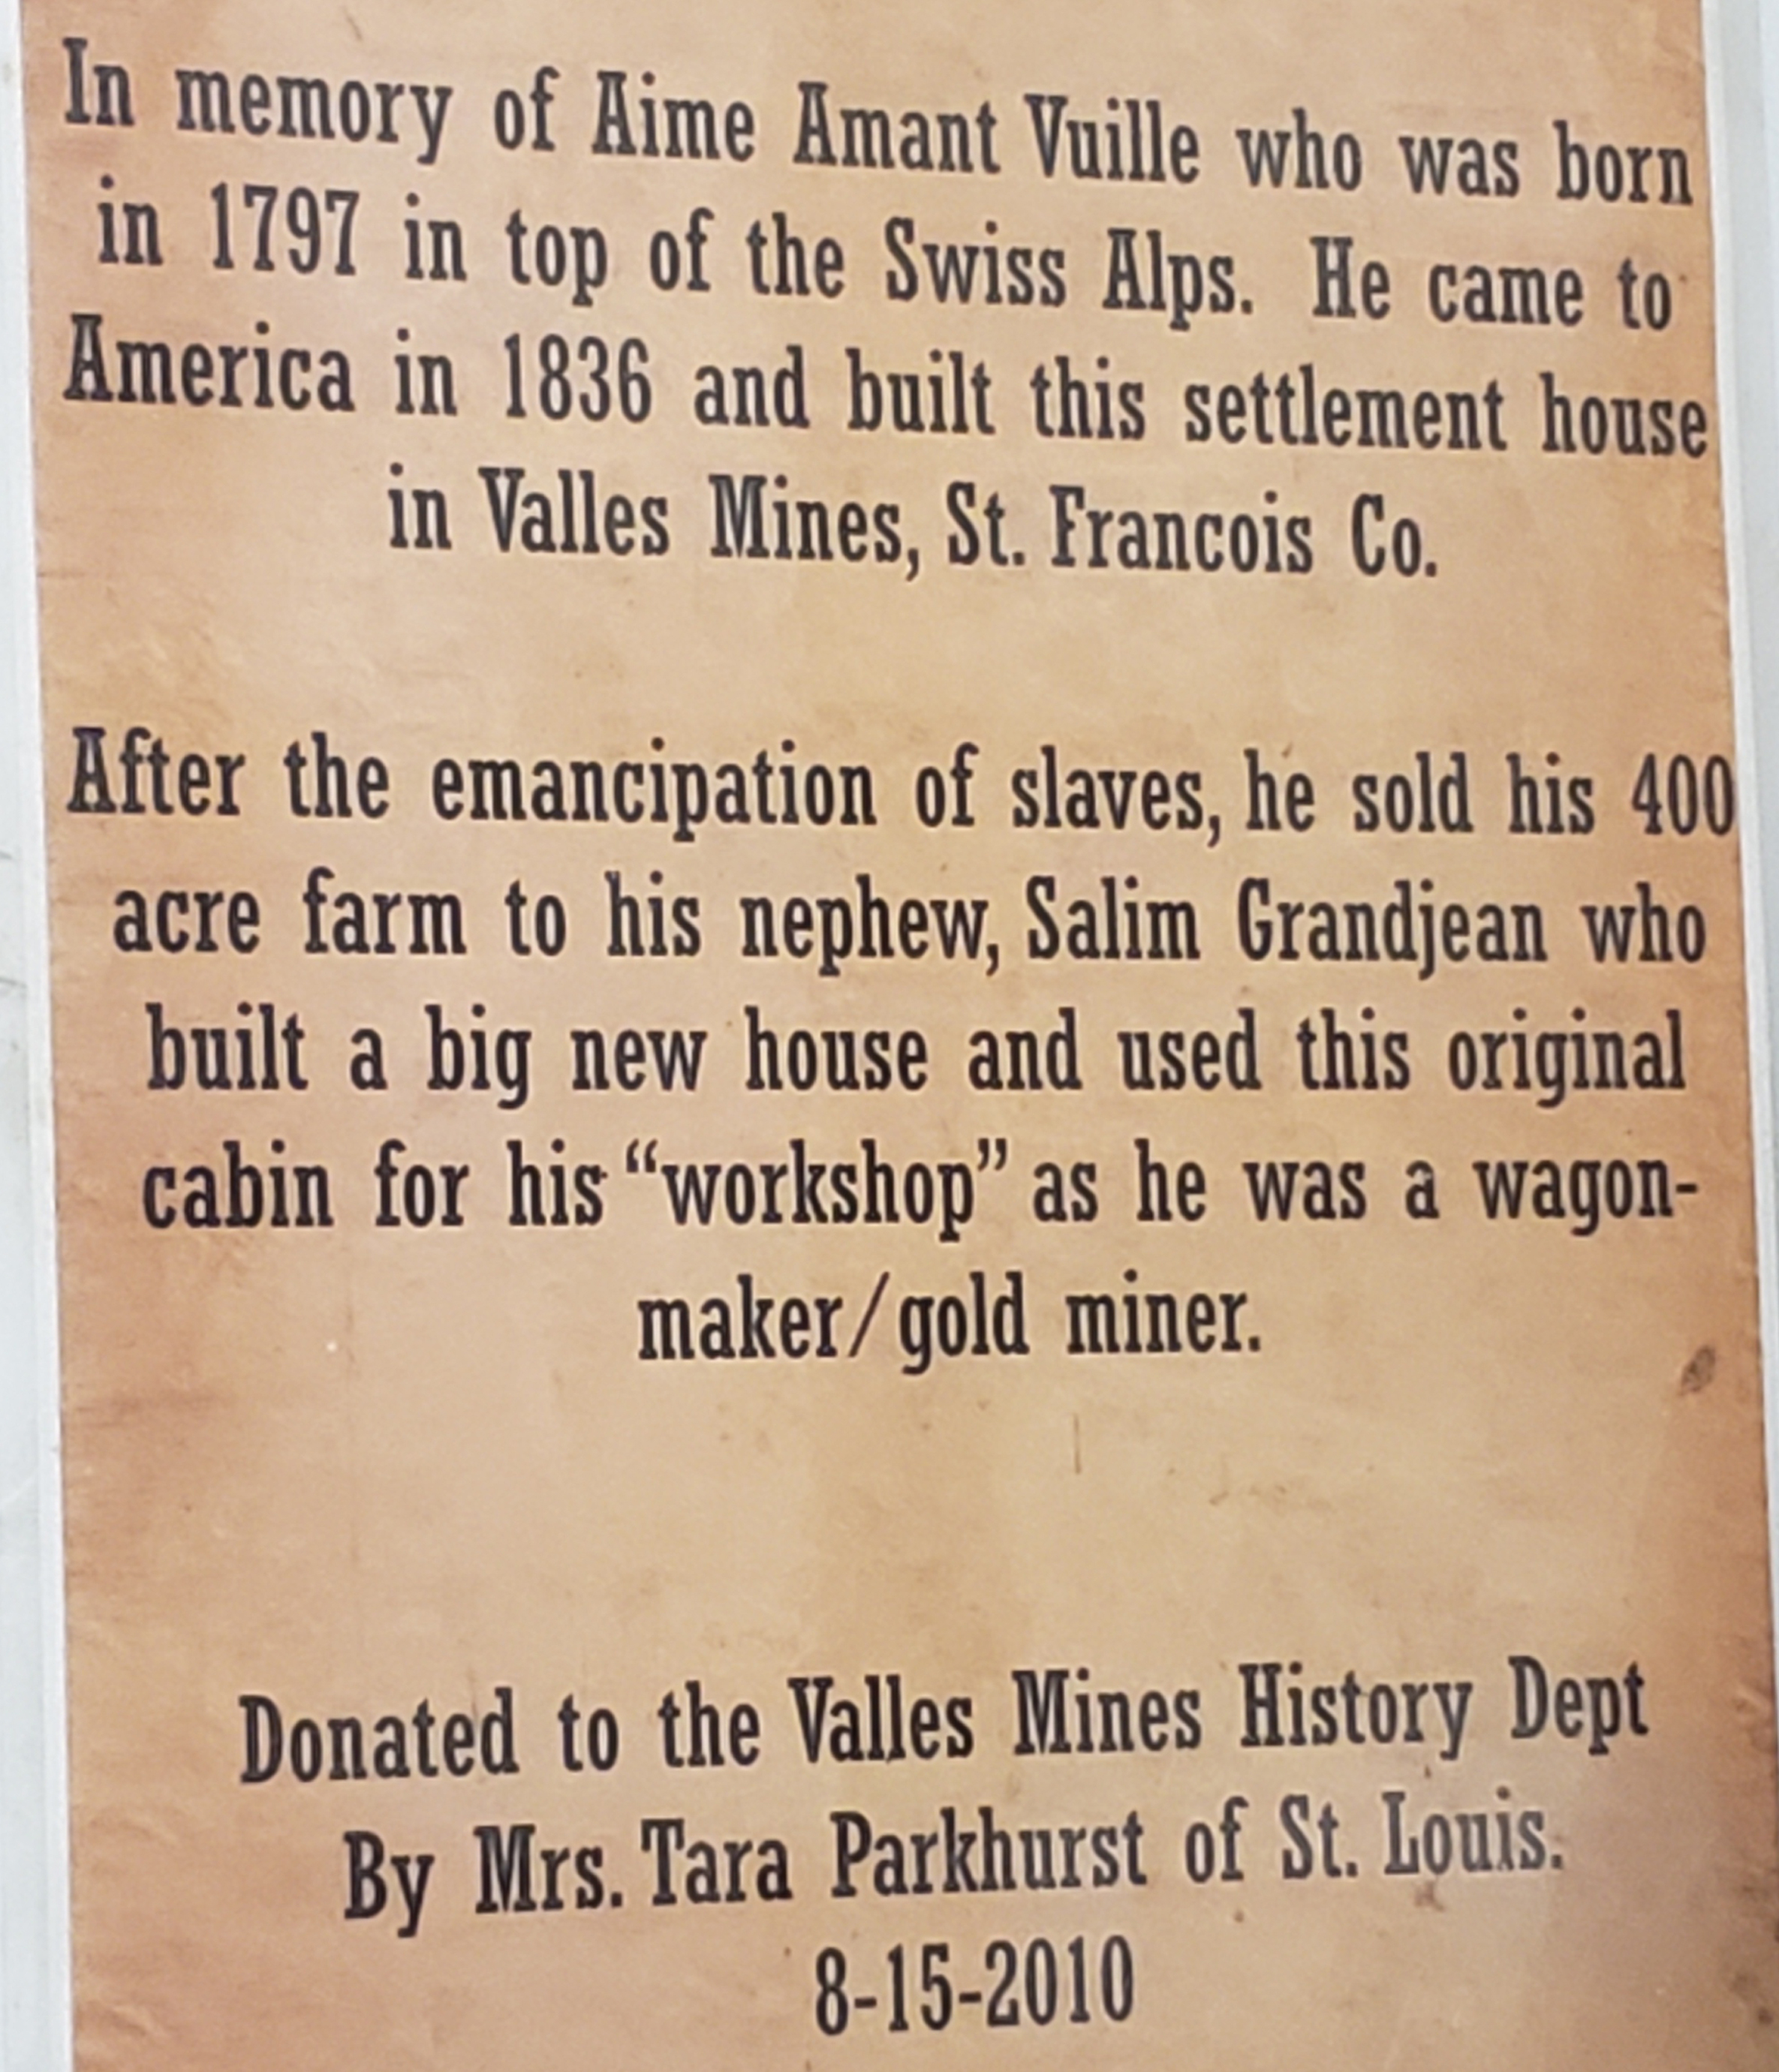 In memory of Aime Amant Vuille who was born
in 1797 in top of the Swiss Alps. He came to
America in 1836 and built this settlement house
in Valles Mines, St. Francois Co.
After the emancipation of slaves, he sold his 400
acre farm to his nephew, Salim Grandjean who
built a big new house and used this original
cabin for his “workshop” as he was a wagon-
maker/gold miner.
Donated to the Valles Mines History Dept
By Mrs. Tara Parkhurst of St. Louis.
8-15-2010